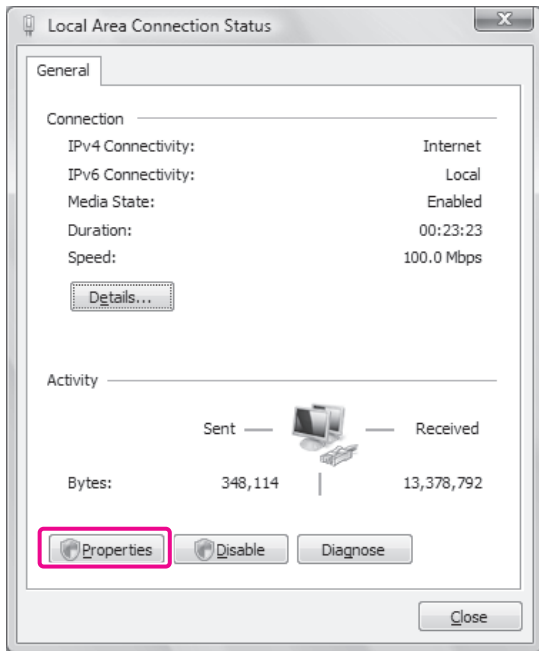 Local Area Connection Status
X
General
Connection
IPv4 Connectivity: Internet
IPv6 Connectivity: Local
Media State: Enabled
Duration: 00:23:23
Speed: 100.0 Mbps
Details...
Activity
Sent — — Received
Bytes: 348,114 | 13,378,792
Properties Disable Diagnose
Close